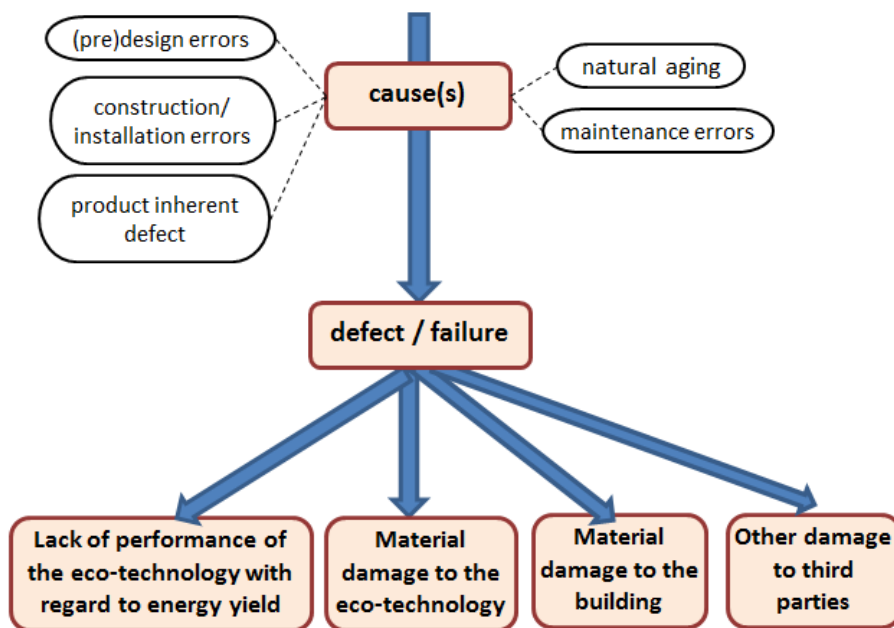 (pre)design errors
construction/
installation errors
product inherent
defect
cause(s)
natural aging
maintenance errors
defect / failure
Lack of performance of
the eco-technology with
regard to energy yield
Material
damage to the
eco-technology
Material
damage to the
building
Other damage
to third
parties